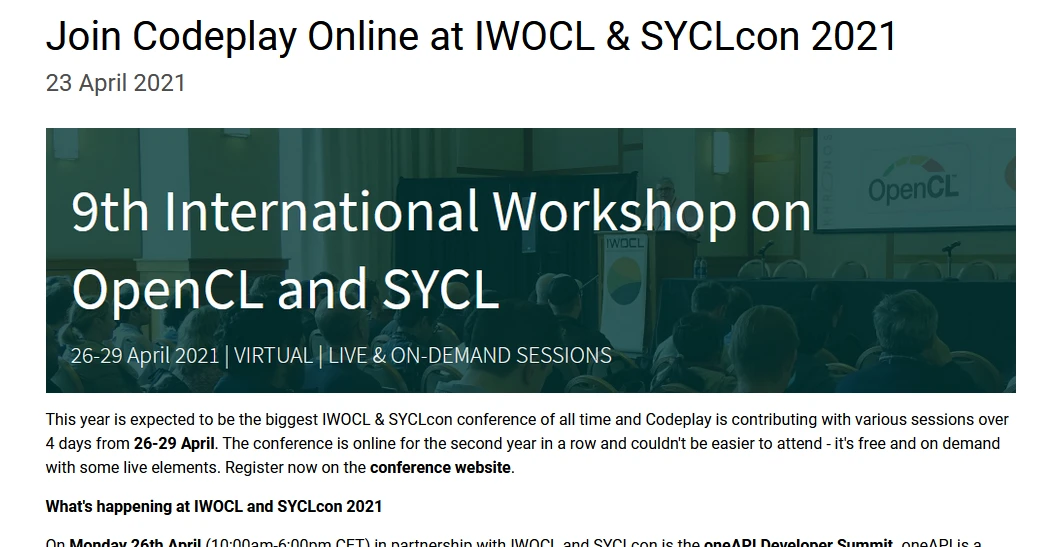 Join Codeplay Online at IWOCL & SYCLcon 2021
23 April 2021
OpenCL
9th International Workshop on
OpenCL and SYCL
IWOCL
26-29 April 2021 | VIRTUAL | LIVE & ON-DEMAND SESSIONS
This year is expected to be the biggest IWOCL & SYCLcon conference of all time and Codeplay is contributing with various sessions over
4 days from 26-29 April. The conference is online for the second year in a row and couldn't be easier to attend - it's free and on demand
with some live elements. Register now on the conference website.
What's happening at IWOCL and SYCLcon 2021
On Monday 26th April (10:00am-6:00pm CET) in partnership with IWOCL and SYCLcon is the oneAPI Developer Summit. oneAPI is a